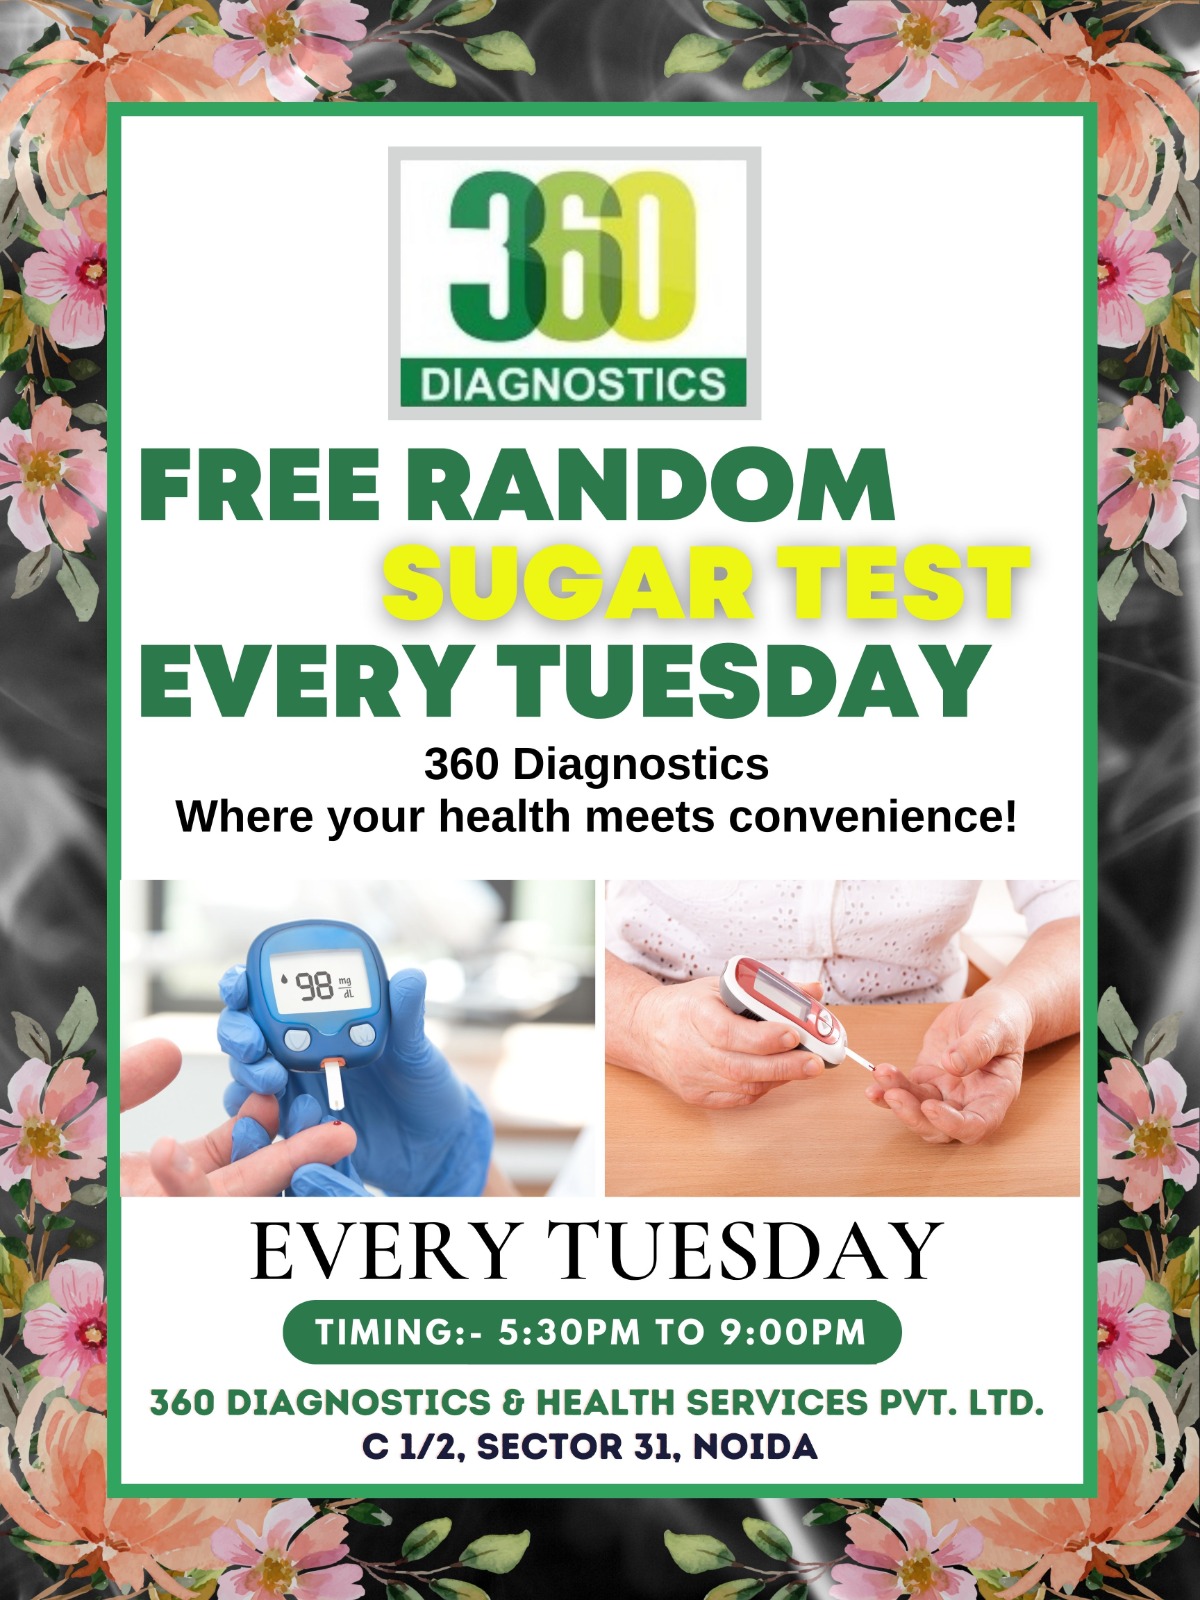 360
DIAGNOSTICS
FREE RANDOM
SUGAR TEST
EVERY TUESDAY
360 Diagnostics
Where your health meets convenience!
98 mg/dL
EVERY TUESDAY
TIMING:- 5:30PM TO 9:00PM
360 DIAGNOSTICS & HEALTH SERVICES PVT. LTD.
C 1/2, SECTOR 31, NOIDA